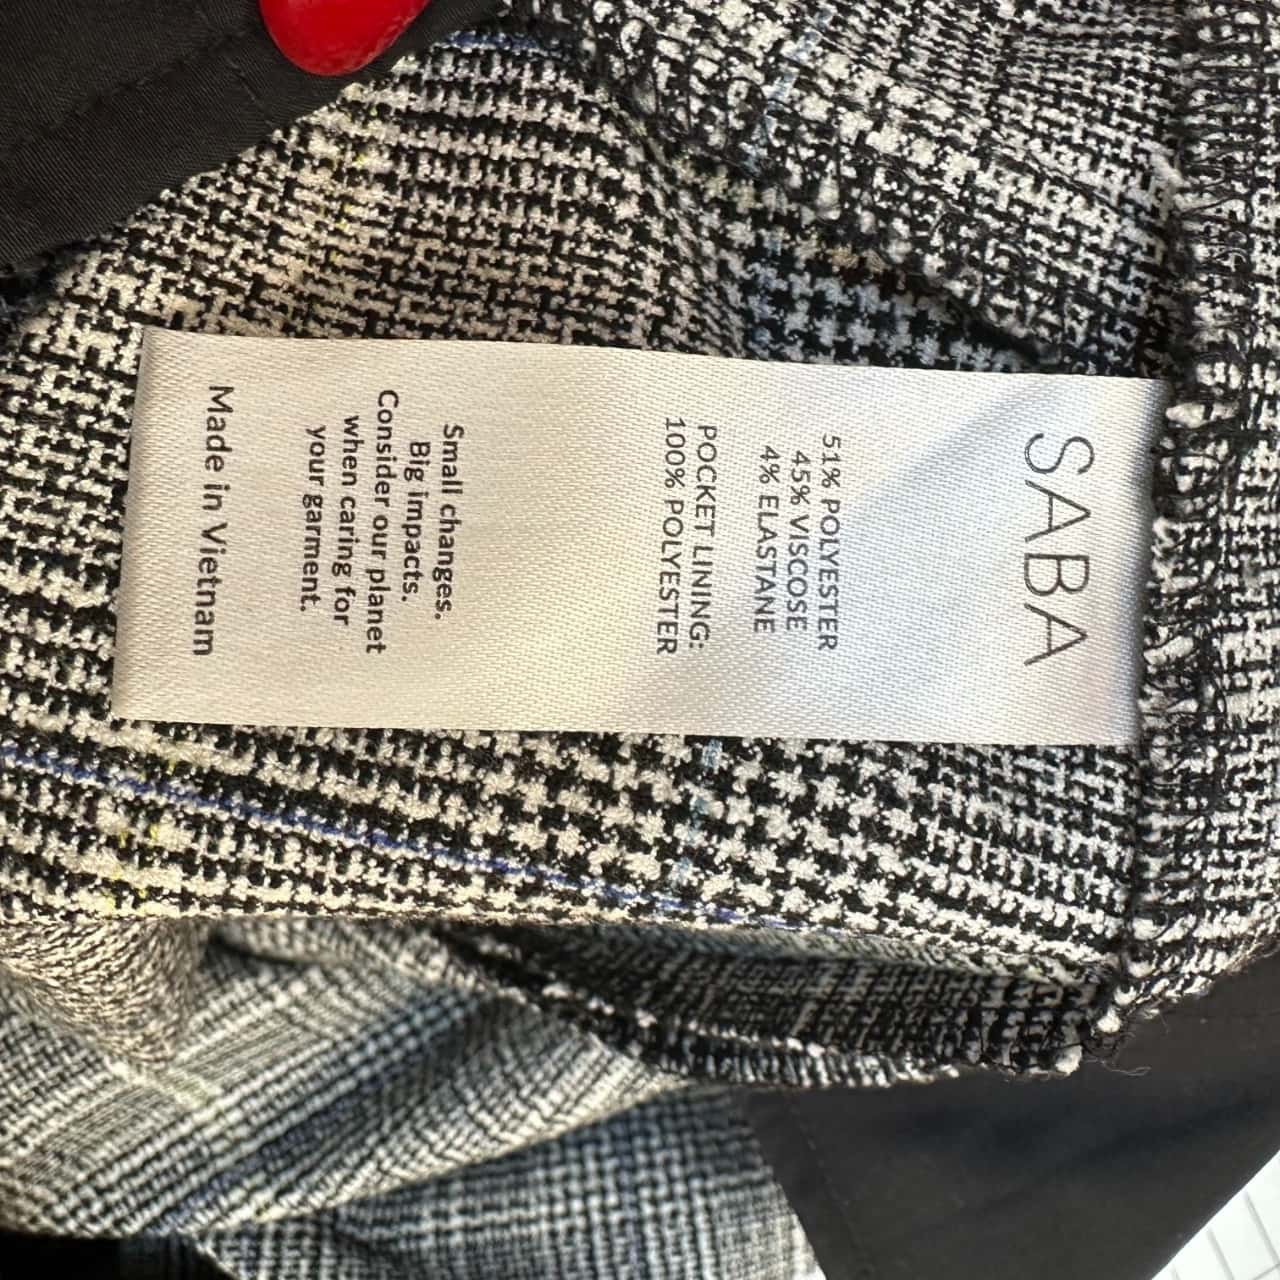 SABA
51% POLYESTER
45% VISCOSE
4% ELASTANE
POCKET LINING:
100% POLYESTER
Small changes.
Big impacts.
Consider our planet
when caring for
your garment.
Made in Vietnam